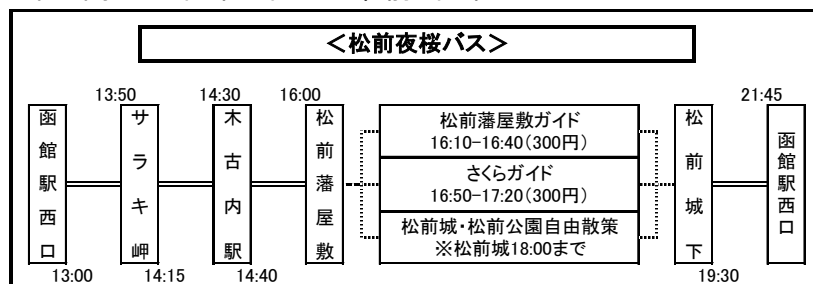 ＜松前夜桜バス＞
13:50
14:30
16:00
21:45
函館駅西口
サラキ岬
木古内駅
松前藩屋敷
松前藩屋敷ガイド
16:10-16:40(300円)
さくらガイド
16:50-17:20(300円)
松前城・松前公園自由散策
※松前城18:00まで
松前城下
函館駅西口
13:00
14:15
14:40
19:30